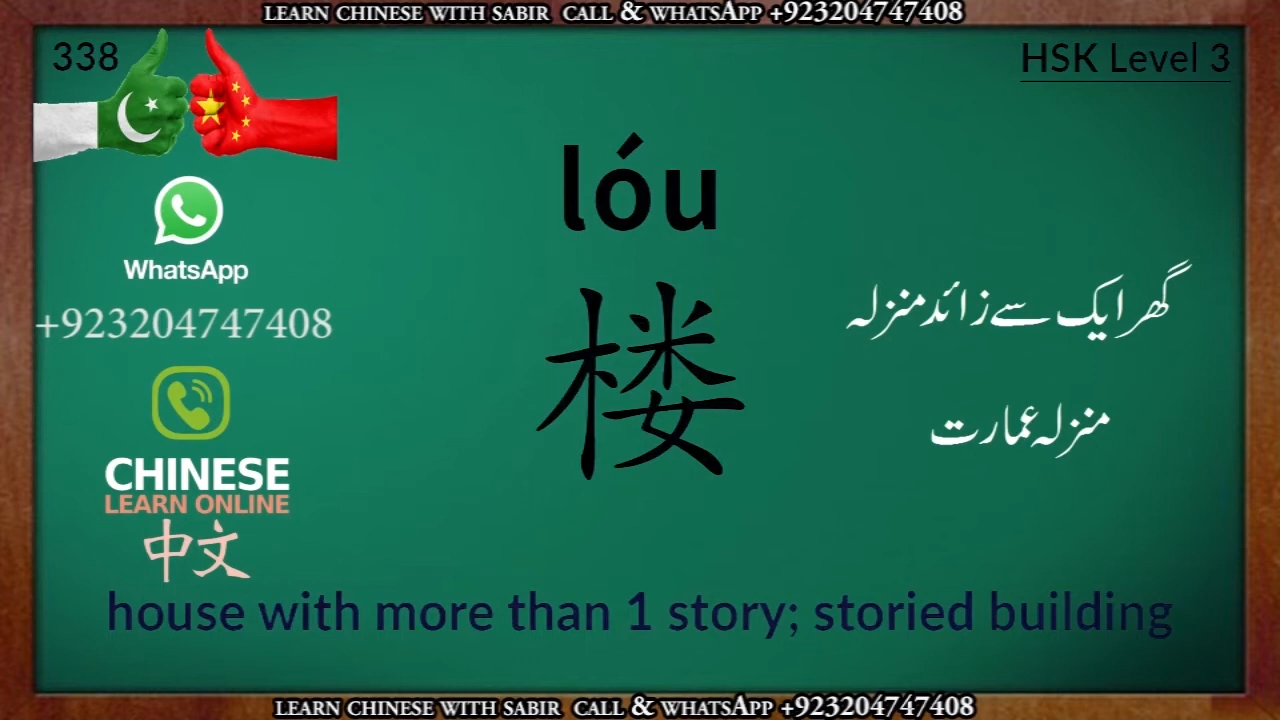 LEARN CHINESE WITH SABIR CALL & WHATSAPP +923204747408
338
HSK Level 3
lóu
WhatsApp
گھر ایک سے زائد منزلہ
+923204747408
楼
منزلہ عمارت
CHINESE
LEARN ONLINE
中文
house with more than 1 story; storied building
LEARN CHINESE WITH SABIR CALL & WHATSAPP +923204747408